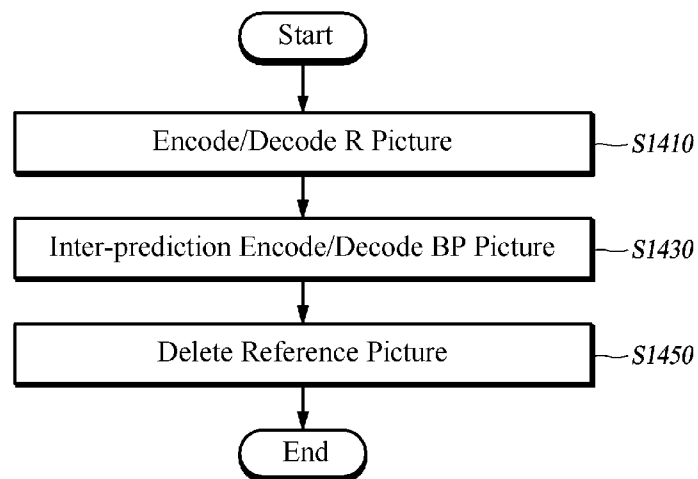 Start
Encode/Decode R Picture
S1410
Inter-prediction Encode/Decode BP Picture
S1430
Delete Reference Picture
S1450
End